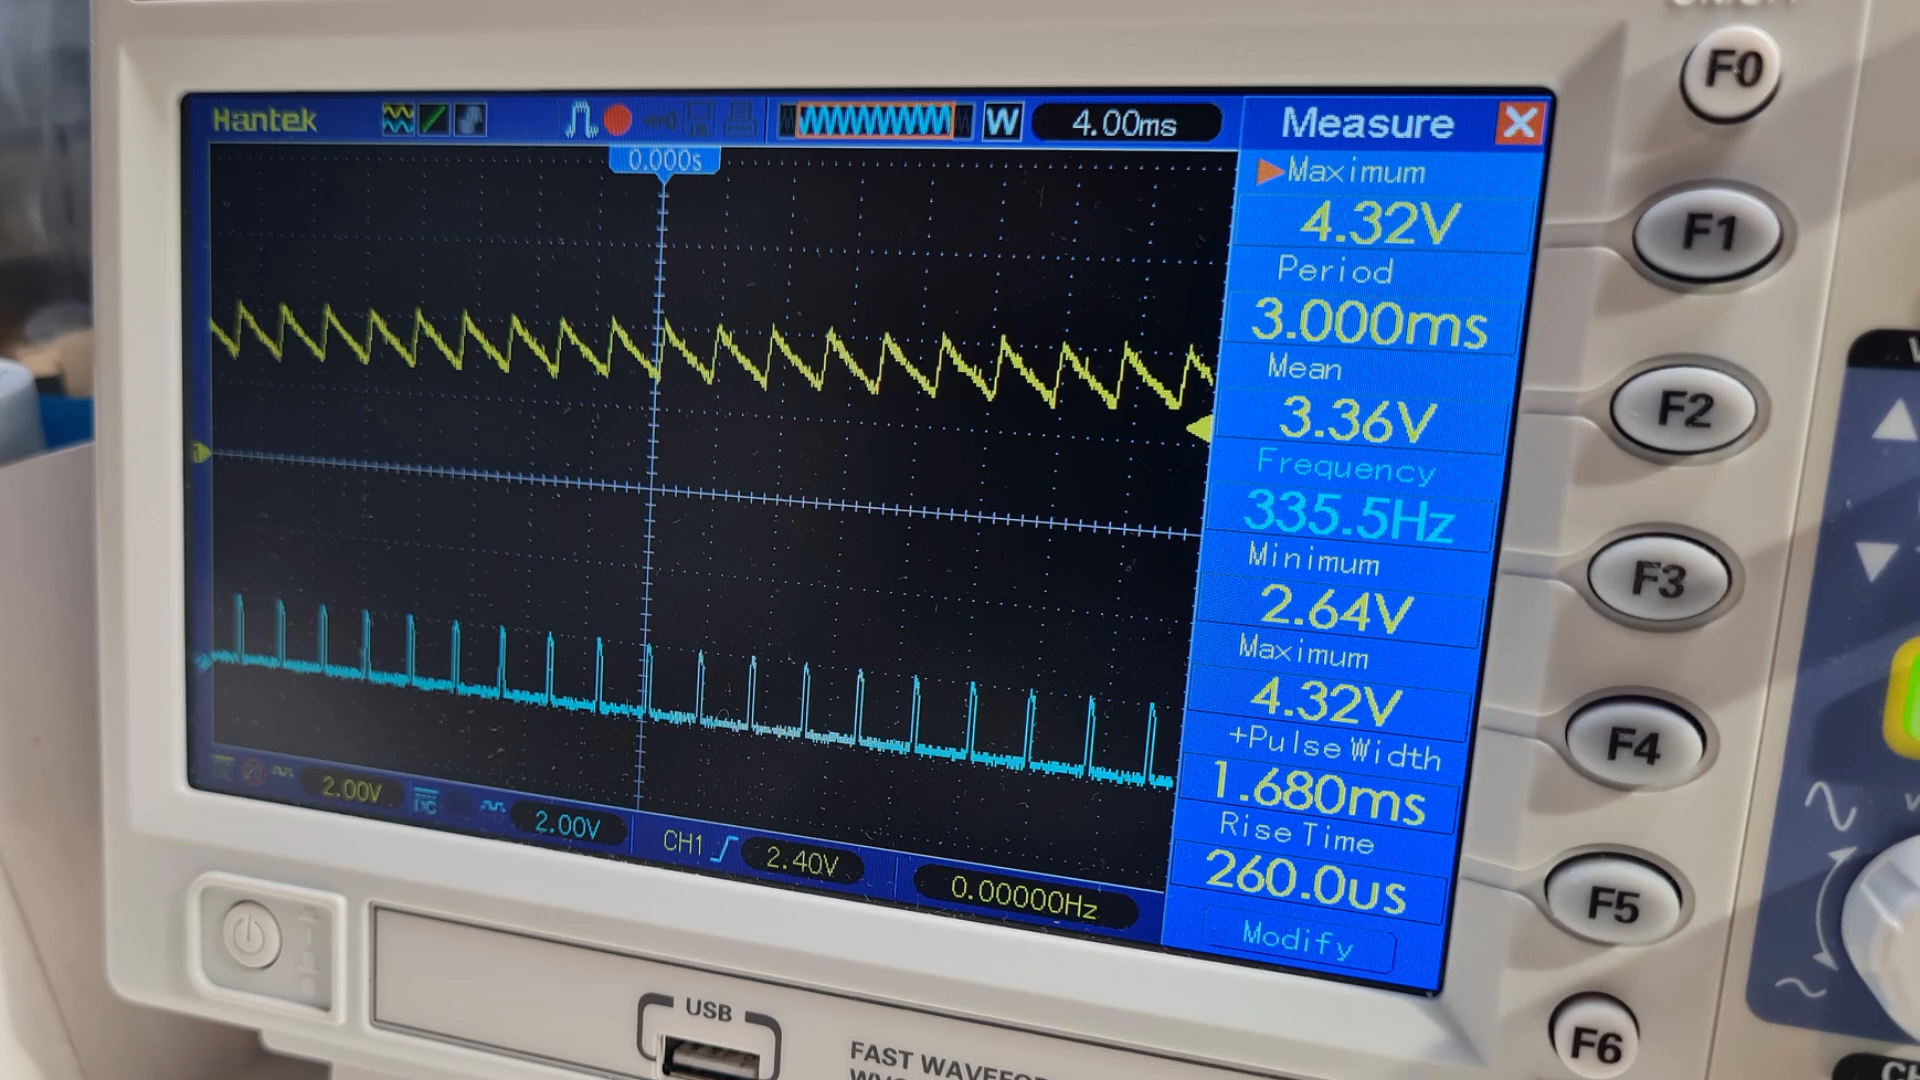 Hantek W 4.00ms Measure X
0.000s
Maximum
4.32V
Period
3.000ms
Mean
3.36V
Frequency
335.5Hz
Minimum
2.64V
Maximum
4.32V
+Pulse Width
1.680ms
Rise Time
260.0us
Modify
2.00V DC 2.00V CH1 2.40V 0.00000Hz
F0
F1
F2
F3
F4
F5
F6
USB